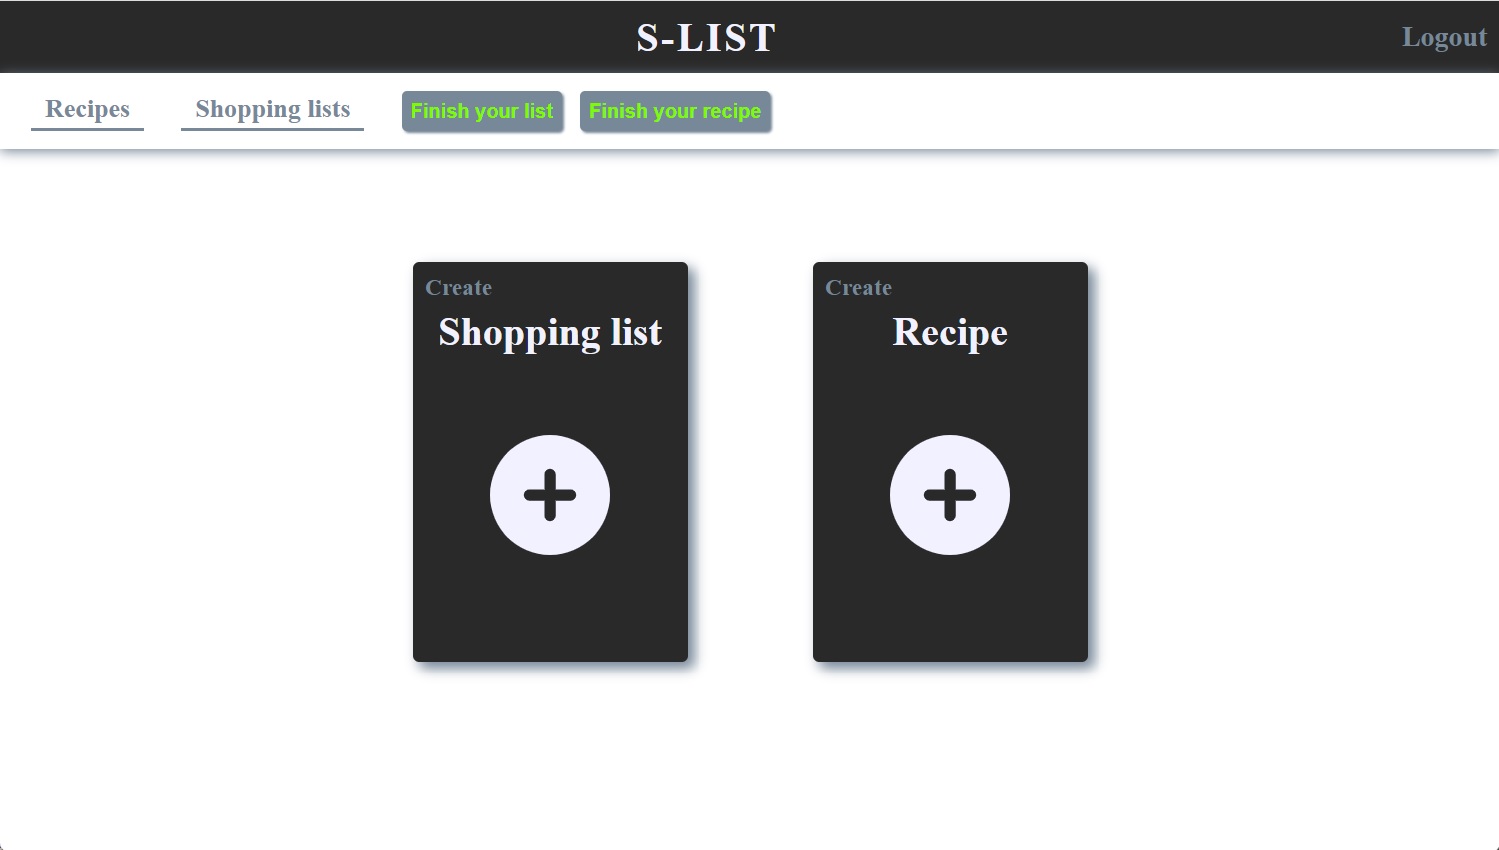 S-LIST
Logout
Recipes
Shopping lists
Finish your list
Finish your recipe
Create
Shopping list
Create
Recipe